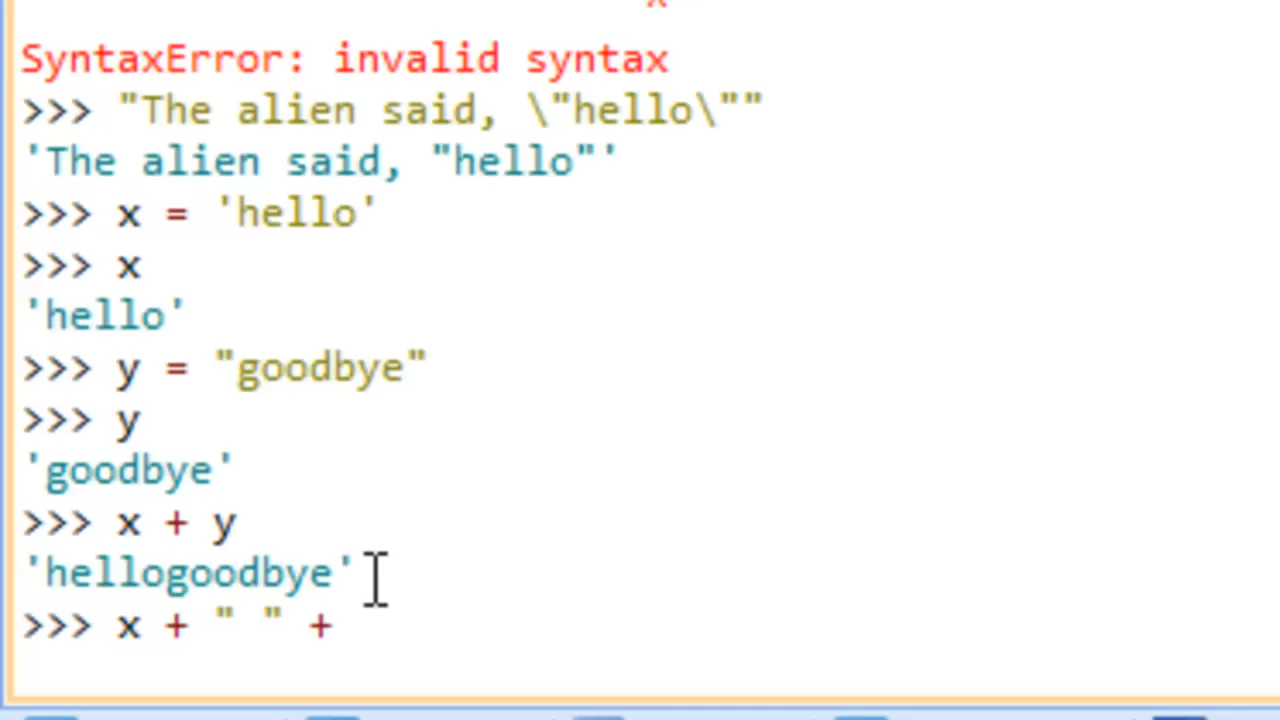 ^
SyntaxError: invalid syntax
>>> "The alien said, \"hello\""
'The alien said, "hello"'
>>> x = 'hello'
>>> x
'hello'
>>> y = "goodbye"
>>> y
'goodbye'
>>> x + y
'hellogoodbye'
>>> x + " " +